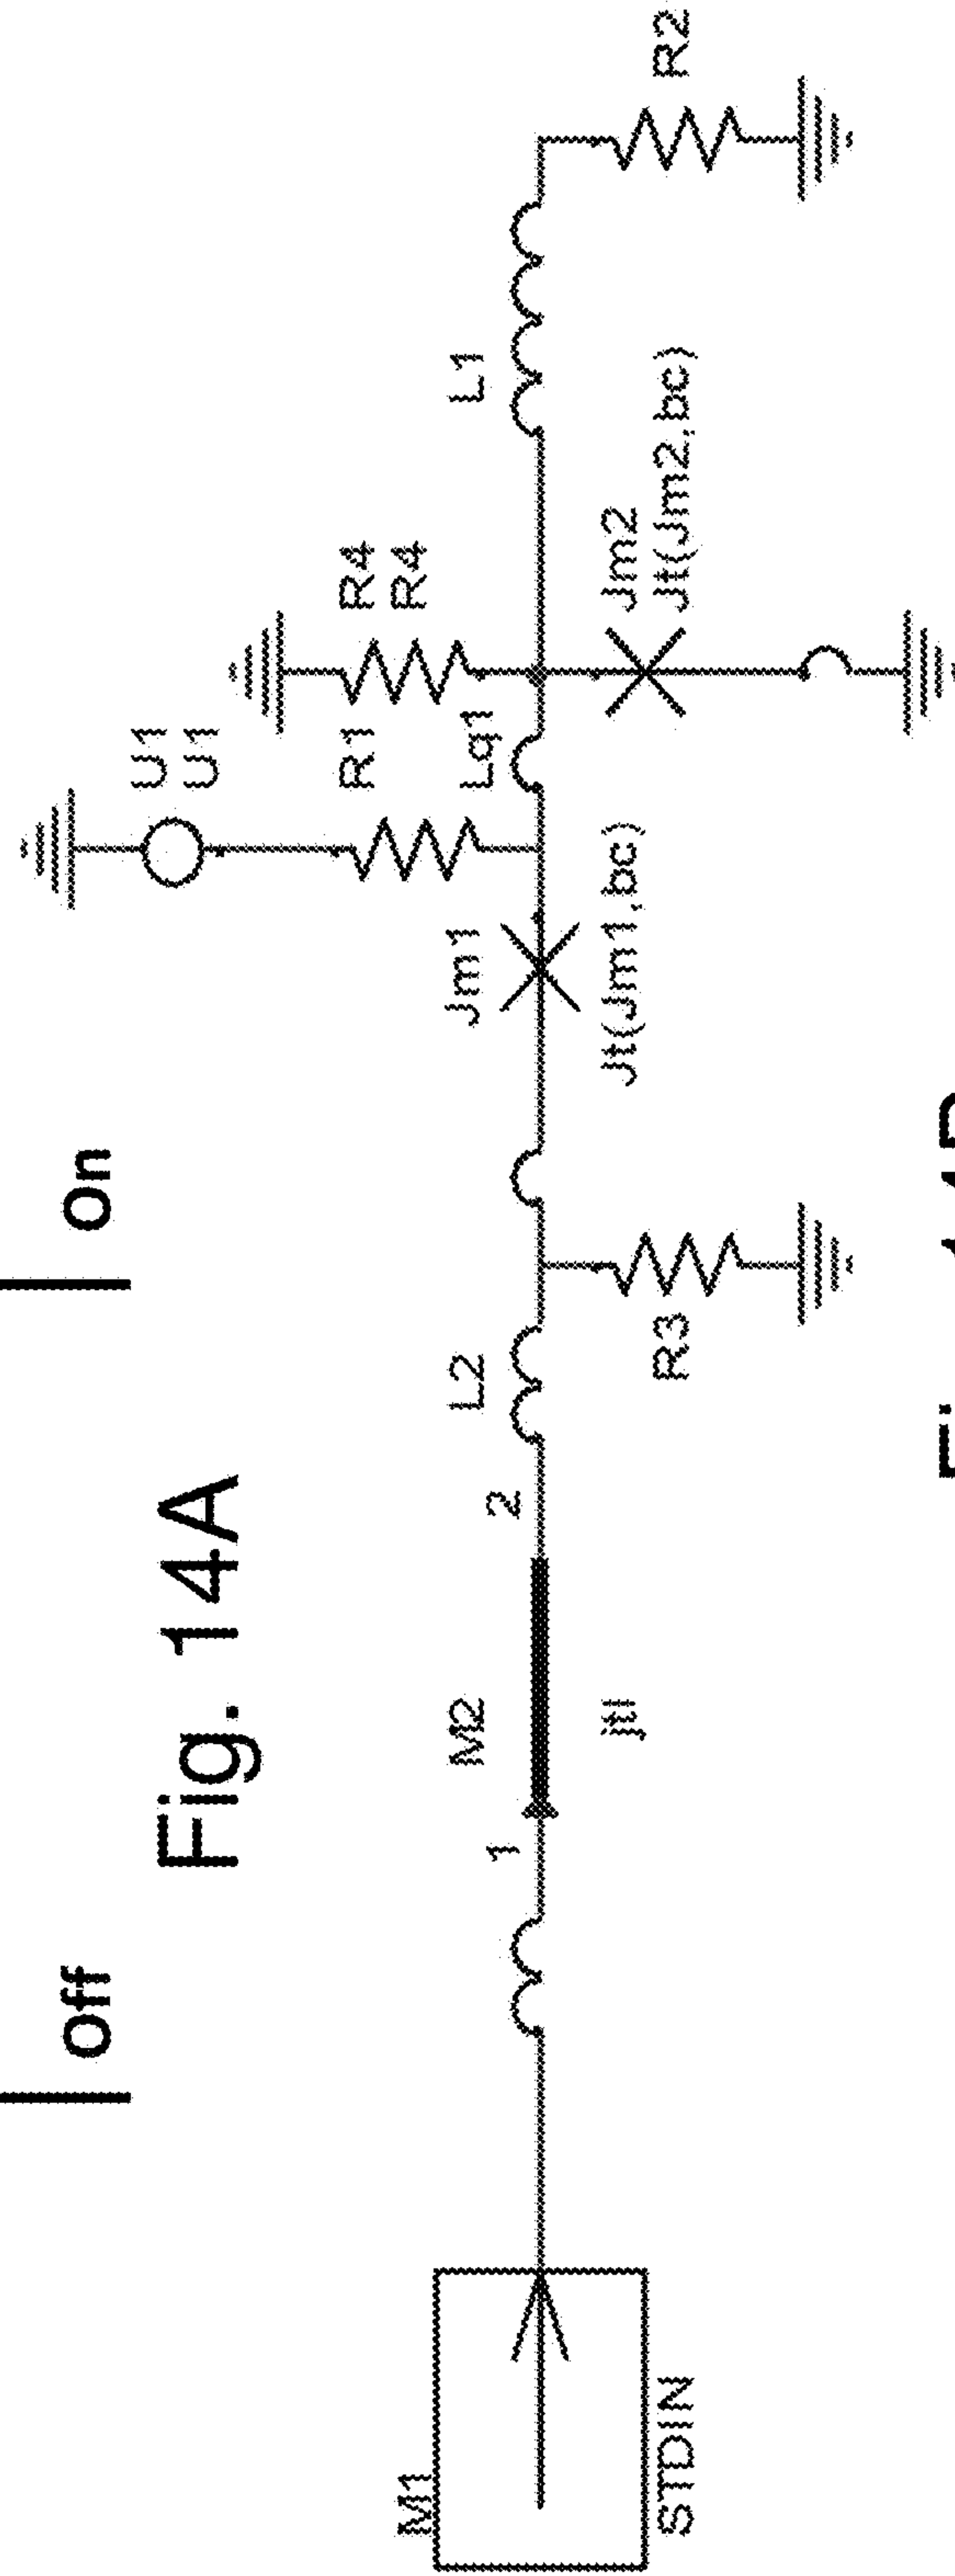 Off
On
Fig. 14A
M1
STDIN
1
M2
jtl
2
L2
R3
Jm1
Jt(Jm1,bc)
U1
U1
R1
Lq1
R4
R4
Jm2
Jt(Jm2,bc)
L1
R2